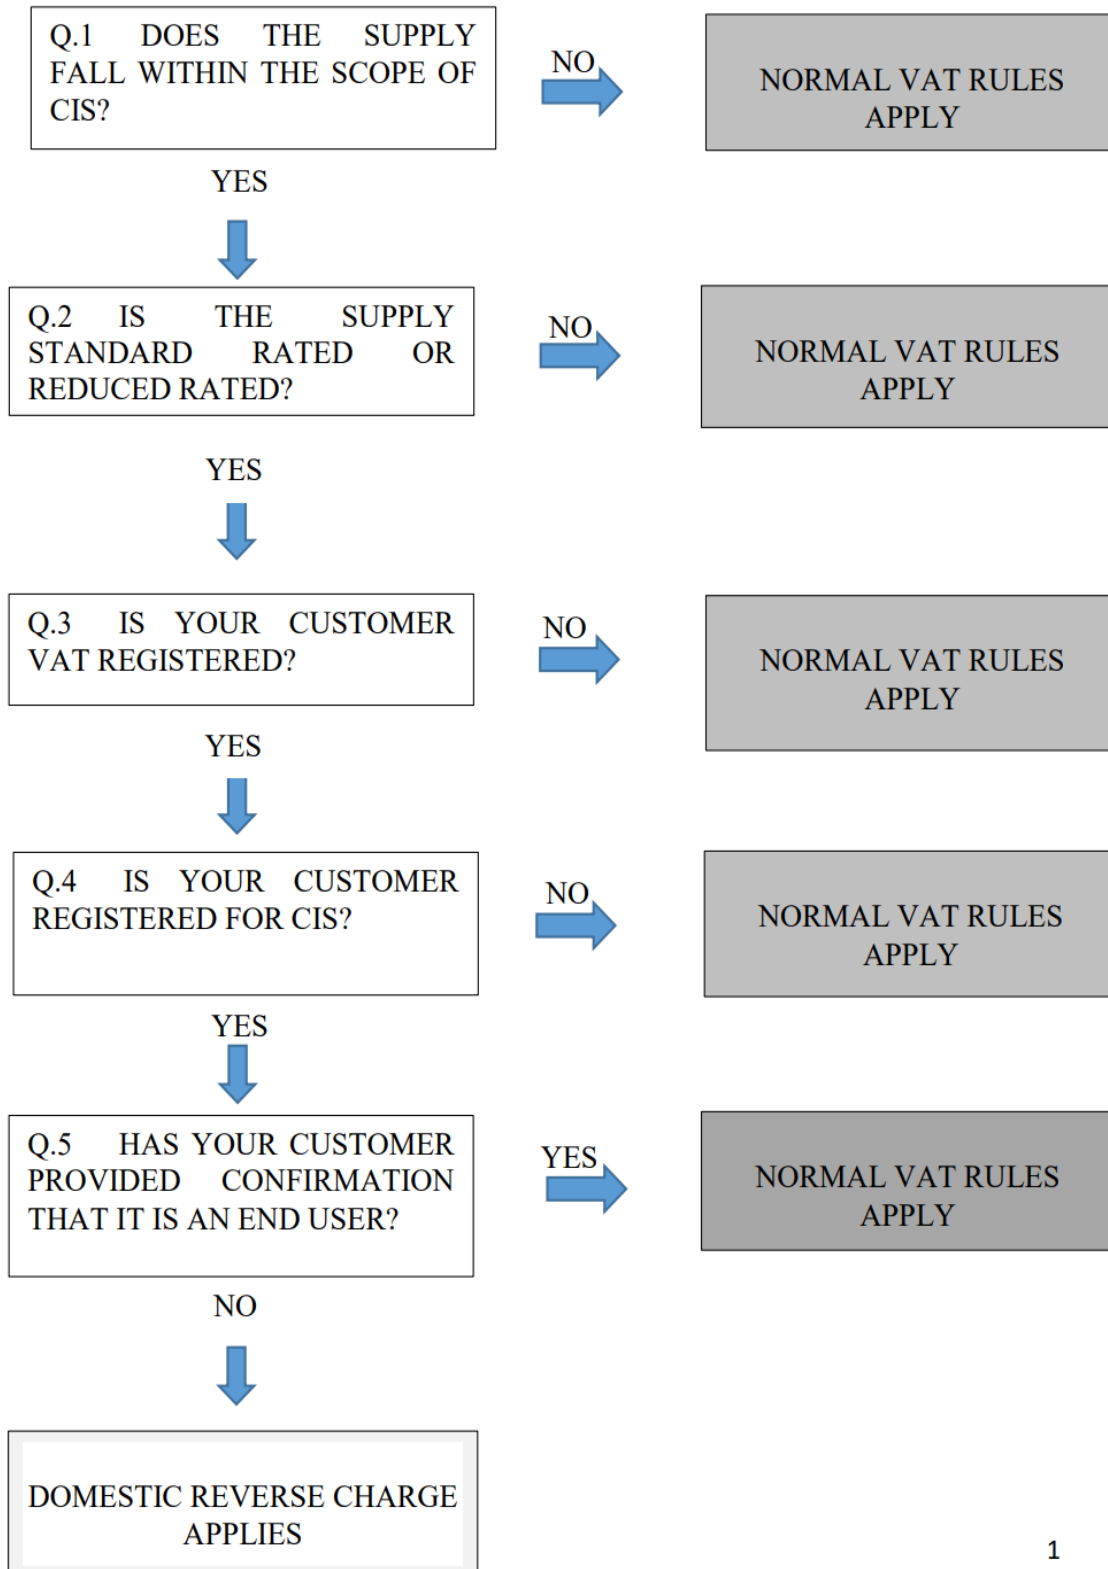 Q.1 DOES THE SUPPLY
FALL WITHIN THE SCOPE OF
CIS?
NO
NORMAL VAT RULES
APPLY
YES
Q.2 IS THE SUPPLY
STANDARD RATED OR
REDUCED RATED?
NO
NORMAL VAT RULES
APPLY
YES
Q.3 IS YOUR CUSTOMER
VAT REGISTERED?
NO
NORMAL VAT RULES
APPLY
YES
Q.4 IS YOUR CUSTOMER
REGISTERED FOR CIS?
NO
NORMAL VAT RULES
APPLY
YES
Q.5 HAS YOUR CUSTOMER
PROVIDED CONFIRMATION
THAT IT IS AN END USER?
YES
NORMAL VAT RULES
APPLY
NO
DOMESTIC REVERSE CHARGE
APPLIES
1